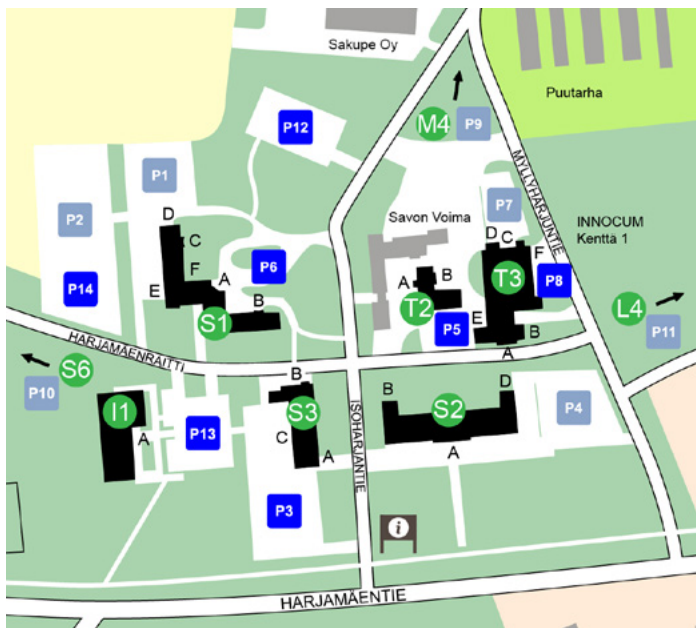 Sakupe Oy
Puutarha
P12
M4
P9
P1
MYLLYHARJUNTIE
P7
P2
D
C
Savon Voima
INNOCUM
Kenttä 1
D
C
F
F
A
P6
A
B
T3
P8
P14
E
B
T2
L4
S1
P5
E
B
P11
HARJAMÄENRAITTI
A
S6
P10
B
D
I1
S3
B
S2
P4
A
P13
C
A
A
ISOHARJANTIE
P3
i
HARJAMÄENTIE